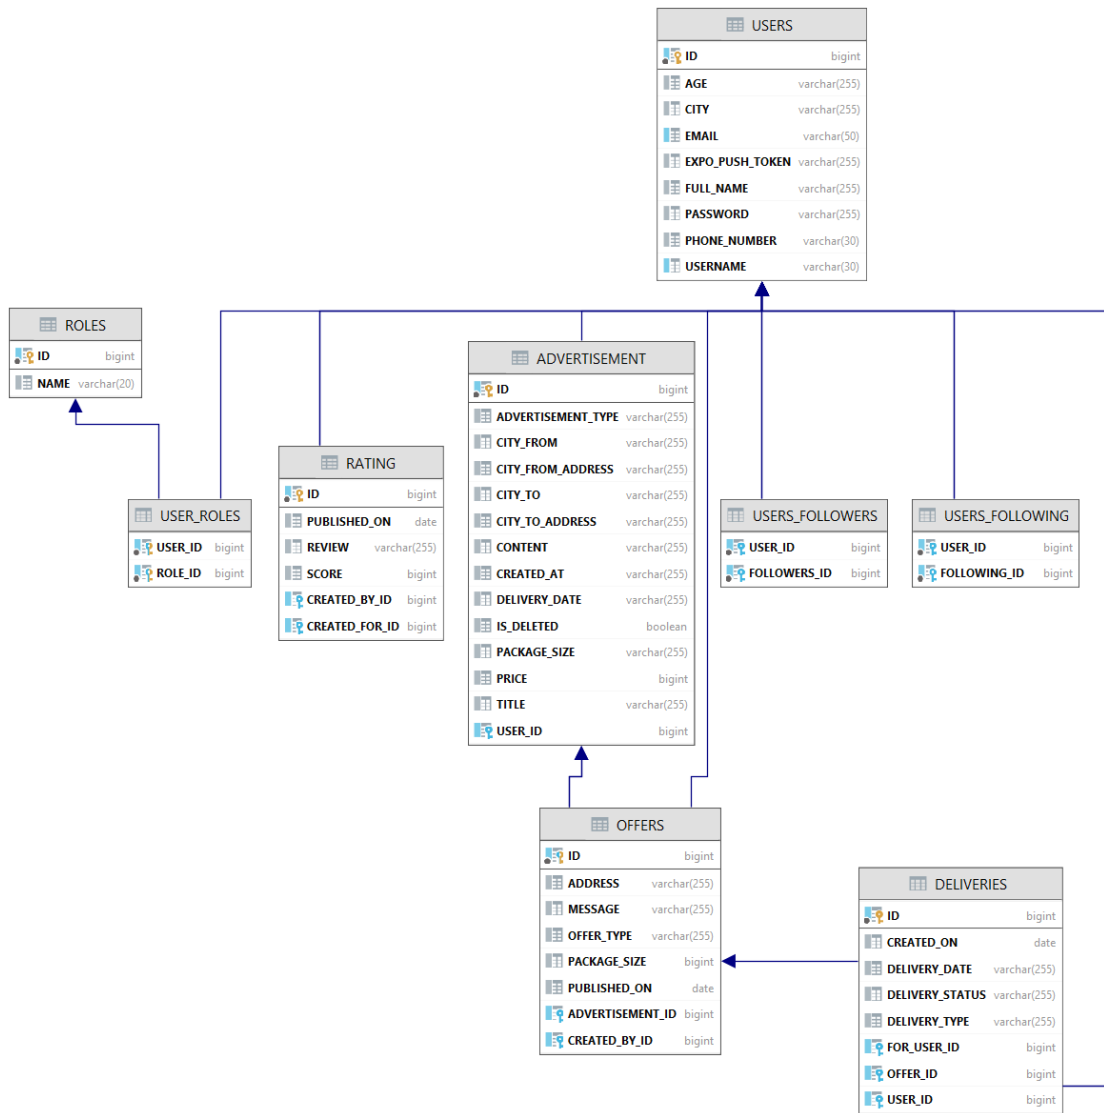 USERS
ID bigint
AGE varchar(255)
CITY varchar(255)
EMAIL varchar(50)
EXPO_PUSH_TOKEN varchar(255)
FULL_NAME varchar(255)
PASSWORD varchar(255)
PHONE_NUMBER varchar(30)
USERNAME varchar(30)
ROLES
ID bigint
NAME varchar(20)
ADVERTISEMENT
ID bigint
ADVERTISEMENT_TYPE varchar(255)
CITY_FROM varchar(255)
CITY_FROM_ADDRESS varchar(255)
CITY_TO varchar(255)
CITY_TO_ADDRESS varchar(255)
CONTENT varchar(255)
CREATED_AT varchar(255)
DELIVERY_DATE varchar(255)
IS_DELETED boolean
PACKAGE_SIZE varchar(255)
PRICE bigint
TITLE varchar(255)
USER_ID bigint
RATING
ID bigint
PUBLISHED_ON date
REVIEW varchar(255)
SCORE bigint
CREATED_BY_ID bigint
CREATED_FOR_ID bigint
USER_ROLES
USER_ID bigint
ROLE_ID bigint
USERS_FOLLOWERS
USER_ID bigint
FOLLOWERS_ID bigint
USERS_FOLLOWING
USER_ID bigint
FOLLOWING_ID bigint
OFFERS
ID bigint
ADDRESS varchar(255)
MESSAGE varchar(255)
OFFER_TYPE varchar(255)
PACKAGE_SIZE bigint
PUBLISHED_ON date
ADVERTISEMENT_ID bigint
CREATED_BY_ID bigint
DELIVERIES
ID bigint
CREATED_ON date
DELIVERY_DATE varchar(255)
DELIVERY_STATUS varchar(255)
DELIVERY_TYPE varchar(255)
FOR_USER_ID bigint
OFFER_ID bigint
USER_ID bigint